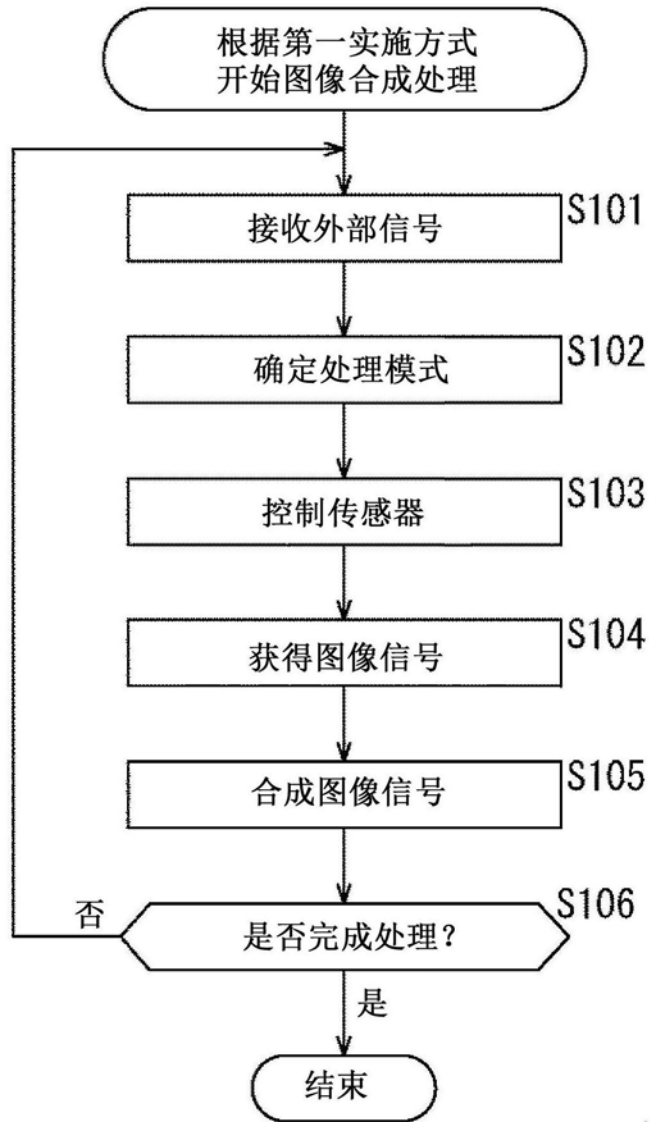 根据第一实施方式
开始图像合成处理
接收外部信号
S101
确定处理模式
S102
控制传感器
S103
获得图像信号
S104
合成图像信号
S105
是否完成处理?
S106
否
是
结束